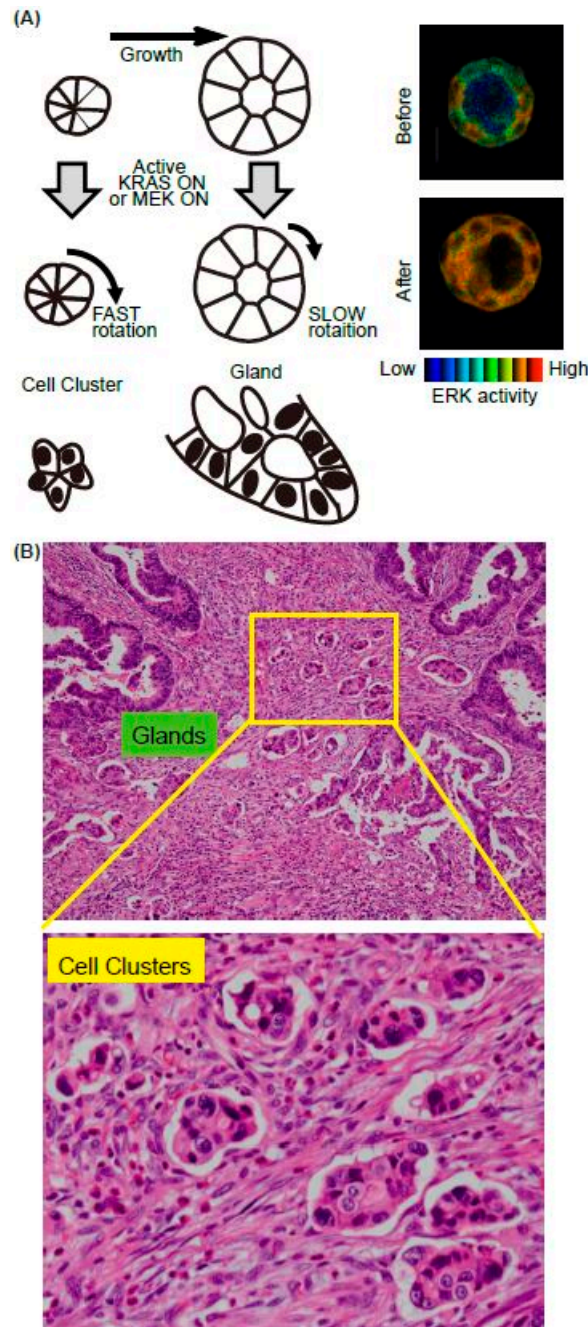 (A)
Growth
Active
KRAS ON
or MEK ON
FAST
rotation
SLOW
rotaition
Cell Cluster
Gland
Before
After
Low
High
ERK activity
(B)
Glands
Cell Clusters